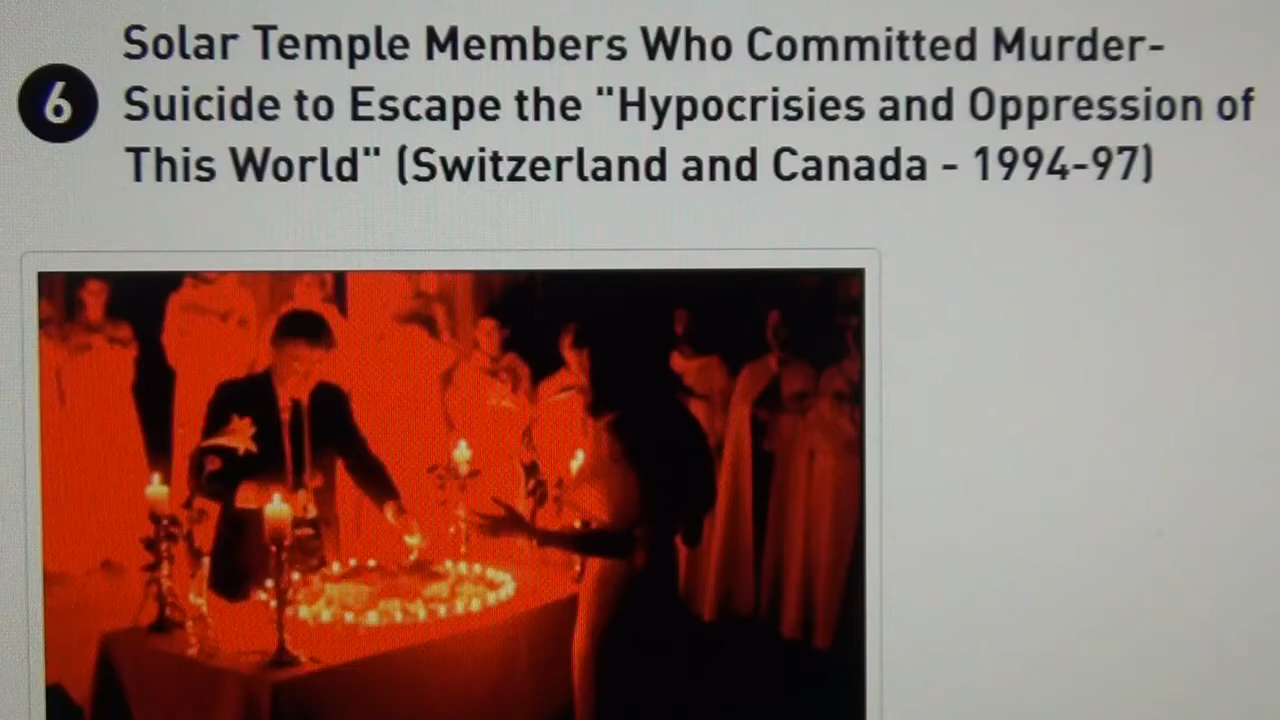 Solar Temple Members Who Committed Murder-
6 Suicide to Escape the "Hypocrisies and Oppression of
This World" (Switzerland and Canada - 1994-97)